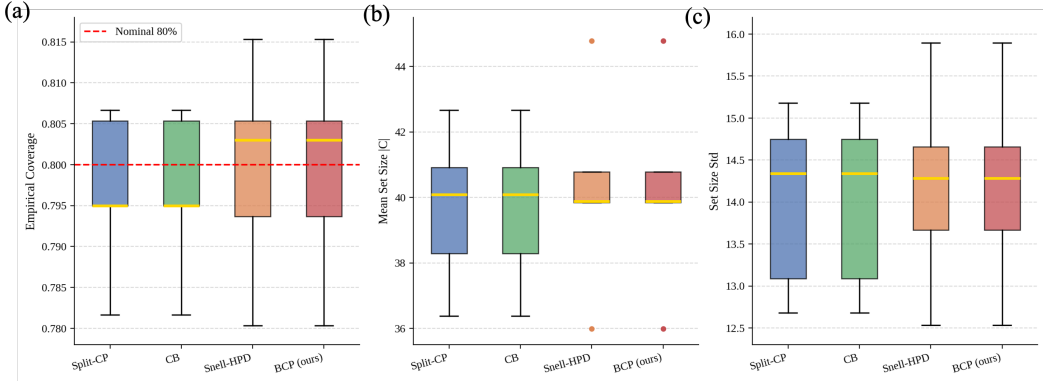 (a)
Nominal 80%
Empirical Coverage
0.815
0.810
0.805
0.800
0.795
0.790
0.785
0.780
Split-CP
CB
Snell-HPD
BCP (ours)
(b)
Mean Set Size |C|
44
42
40
38
36
Split-CP
CB
Snell-HPD
BCP (ours)
(c)
Set Size Std
16.0
15.5
15.0
14.5
14.0
13.5
13.0
12.5
Split-CP
CB
Snell-HPD
BCP (ours)